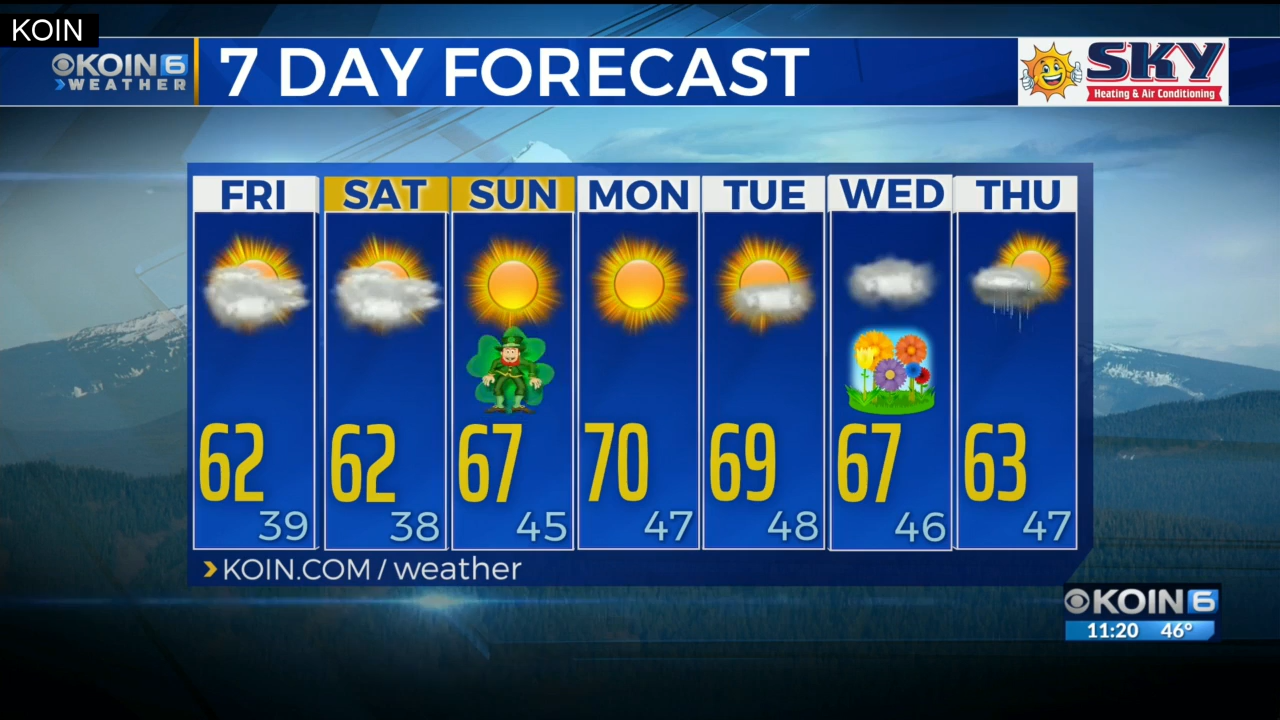 KOIN
KOIN 6
WEATHER
7 DAY FORECAST
SKY
Heating & Air Conditioning
FRI SAT SUN MON TUE WED THU
62 62 67 70 69 67 63
39 38 45 47 48 46 47
KOIN.COM / weather
KOIN 6
11:20 46°